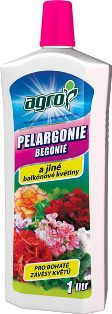 agro
PELARGONIE
BEGONIE
a jiné
balkónové květiny
PRO BOHATÉ
ZÁVĚSY KVĚTŮ
1 litr